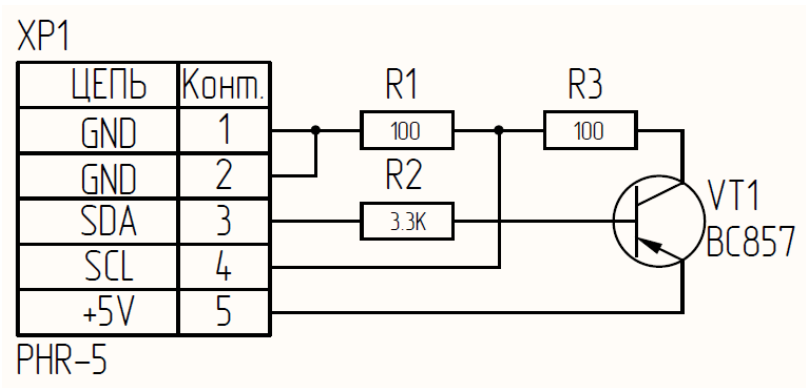 XP1
ЦЕПЬ Конт.
GND 1
GND 2
SDA 3
SCL 4
+5V 5
PHR-5
R1
100
R2
3.3K
R3
100
VT1
BC857